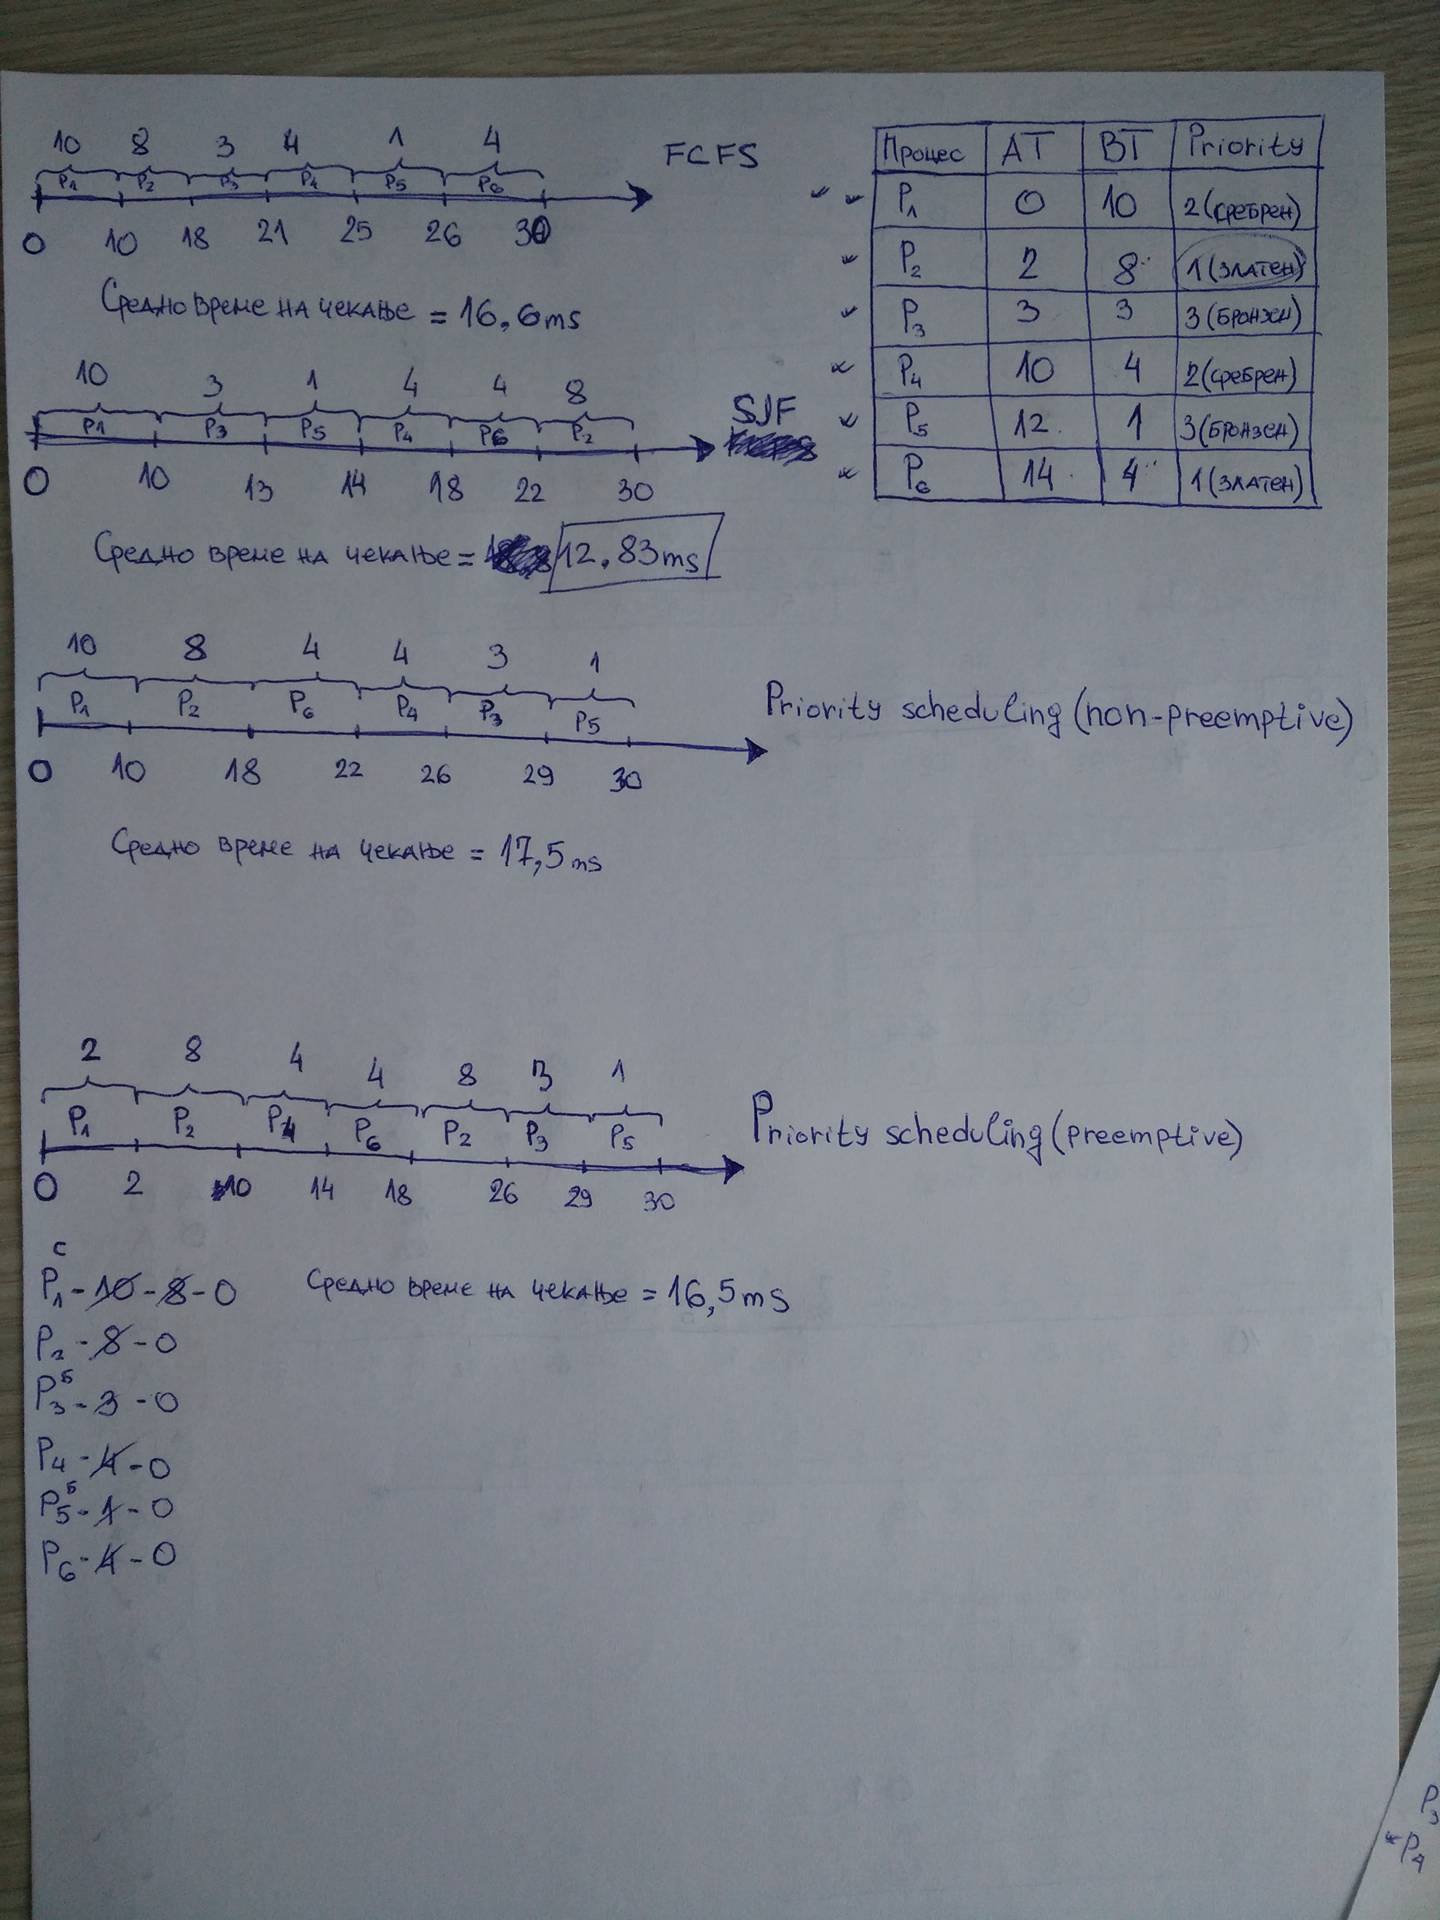 10 8 3 4 1 4
P1 P2 P3 P4 P5 P6
FCFS
0 10 18 21 25 26 30
Средно време на чекање = 16,6ms
Процес AT BT Priority
P1 0 10 2(сребрен)
P2 2 8 1(златен)
P3 3 3 3(бронзен)
P4 10 4 2(сребрен)
P5 12 1 3(бронзен)
P6 14 4 1(златен)
10 3 1 4 4 8
P1 P3 P5 P4 P6 P2
SJF
0 10 13 14 18 22 30
Средно време на чекање = 12.83ms
10 8 4 4 3 1
P1 P2 P6 P4 P3 P5
Priority scheduling (non-preemptive)
0 10 18 22 26 29 30
Средно време на чекање = 17,5ms
2 8 4 4 8 3 1
P1 P2 P4 P6 P2 P3 P5
Priority scheduling (preemptive)
0 2 10 14 18 26 29 30
с
P1 - 10 - 8 - 0
Средно време на чекање = 16,5ms
P2 - 8 - 0
Б
P3 - 3 - 0
P4 - 4 - 0
Б
P5 - 1 - 0
P6 - 4 - 0
P3
P4